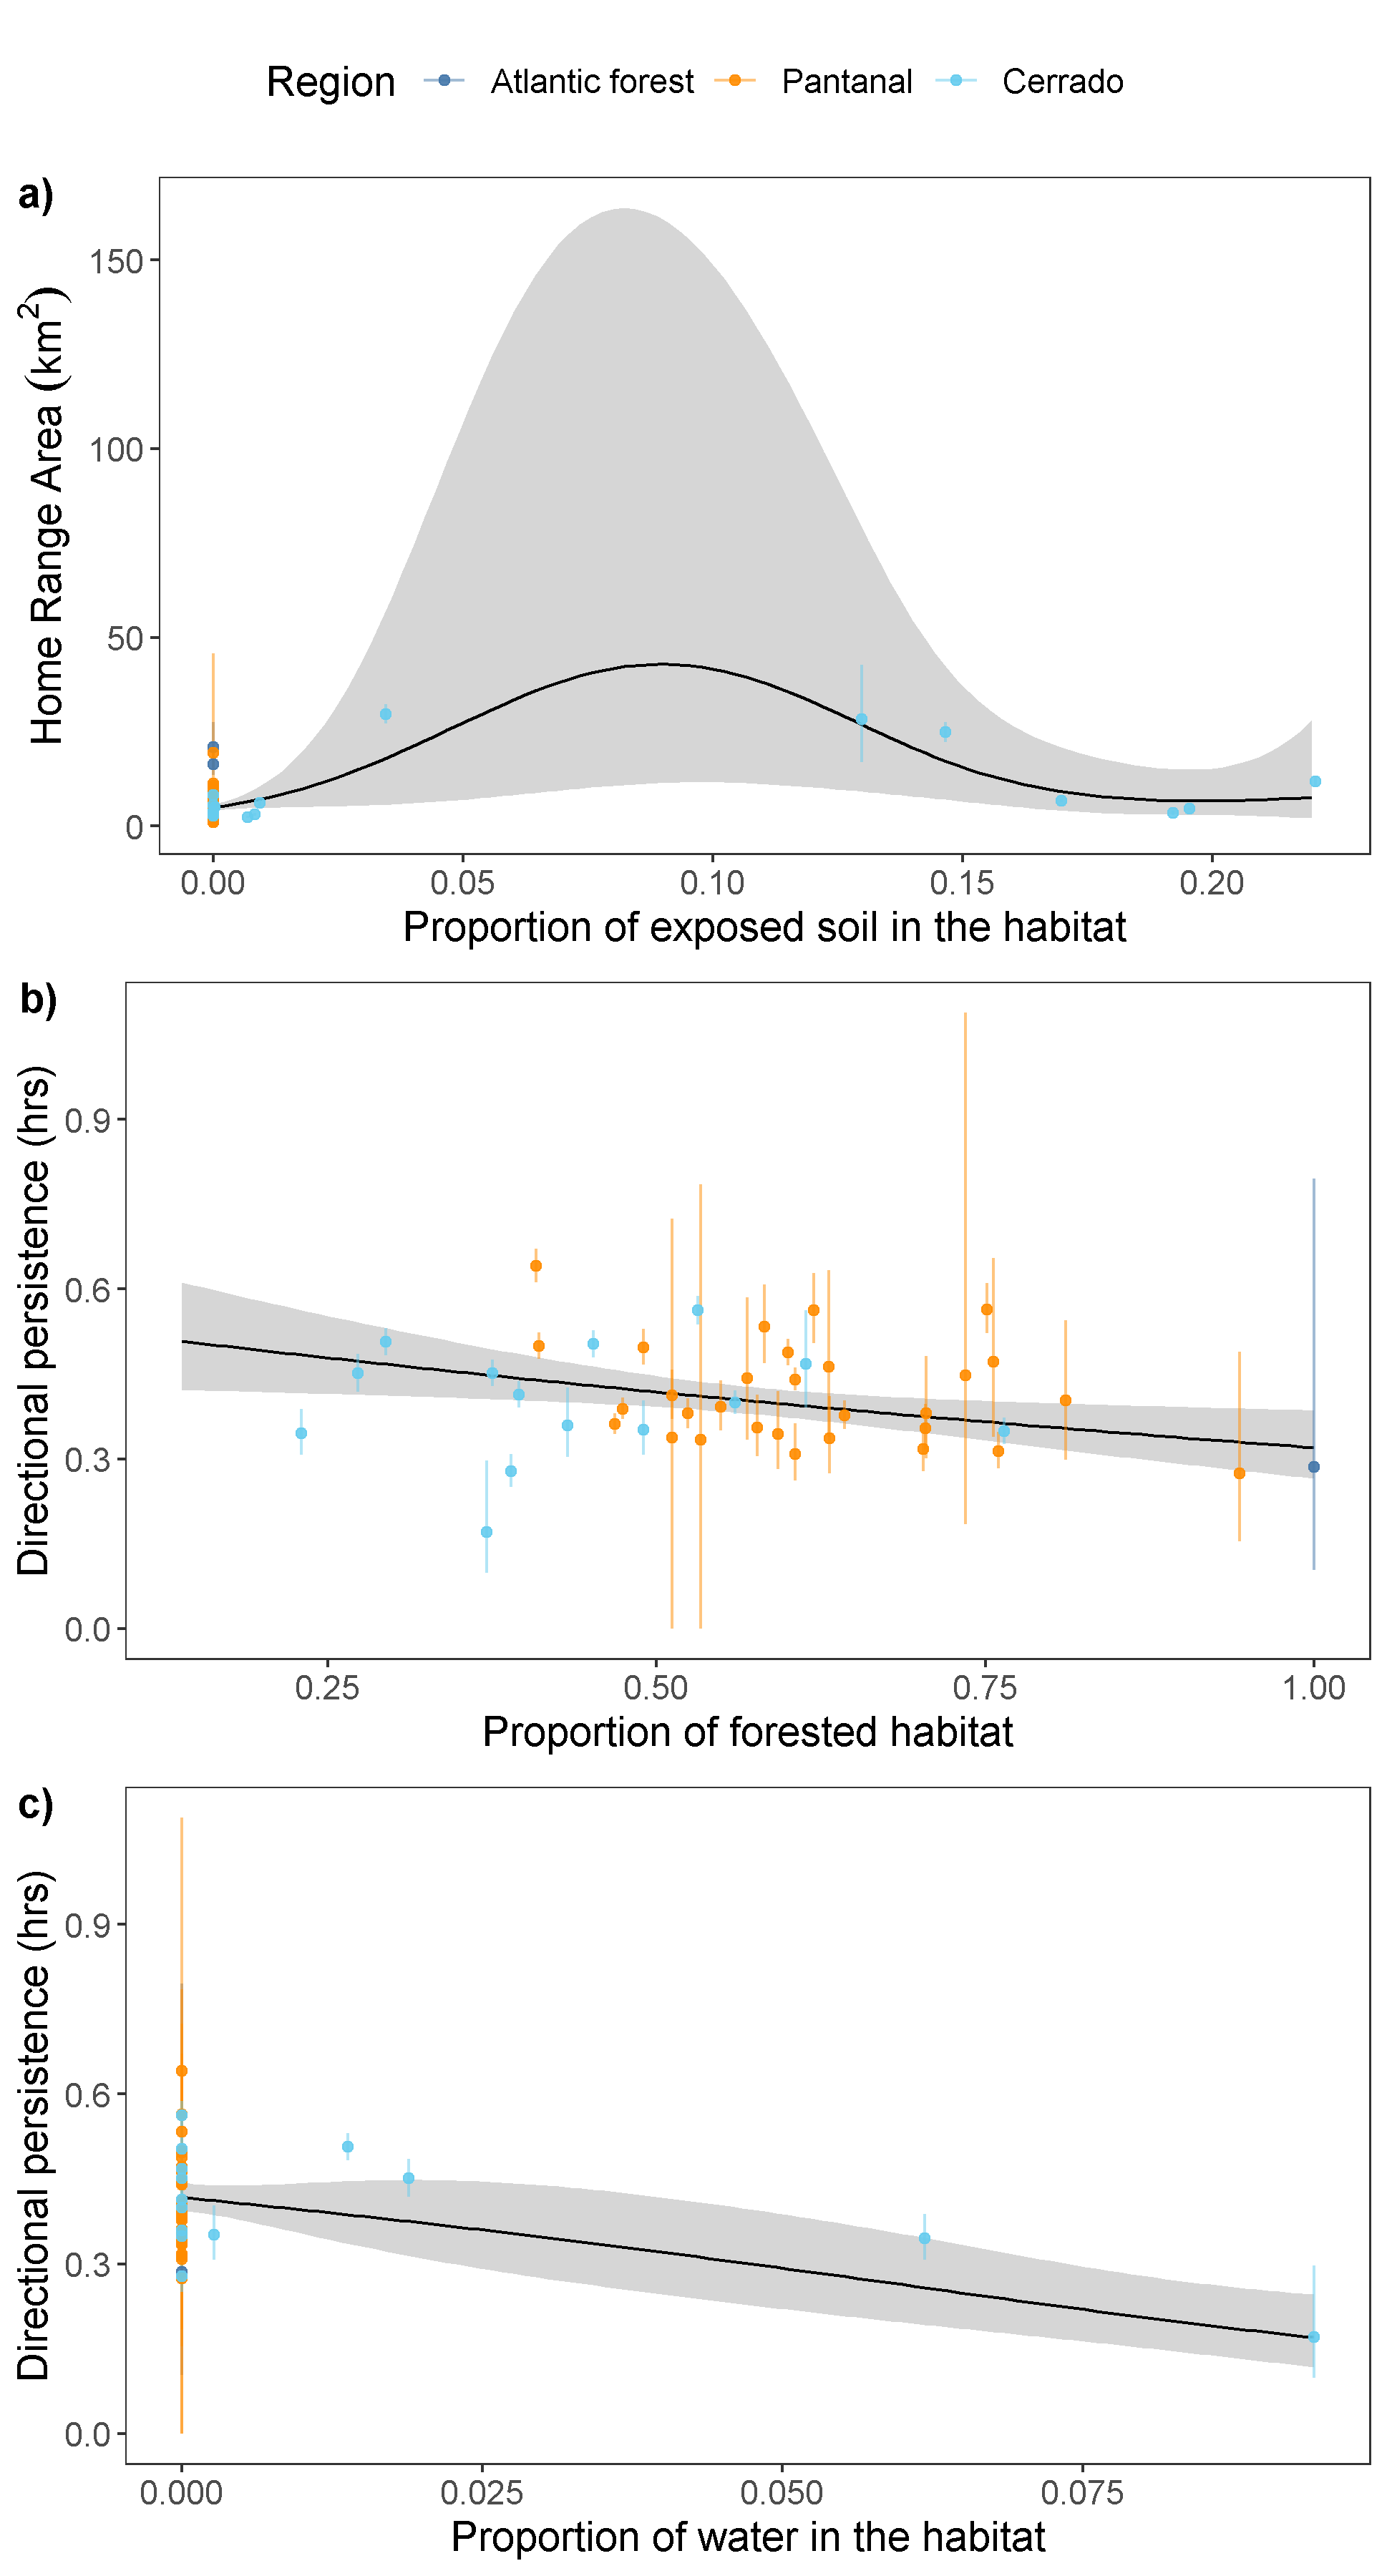 Region Atlantic forest Pantanal Cerrado
a)
Home Range Area (km²)
150
100
50
0
0.00 0.05 0.10 0.15 0.20
Proportion of exposed soil in the habitat
b)
Directional persistence (hrs)
0.9
0.6
0.3
0.0
0.25 0.50 0.75 1.00
Proportion of forested habitat
c)
Directional persistence (hrs)
0.9
0.6
0.3
0.0
0.000 0.025 0.050 0.075
Proportion of water in the habitat